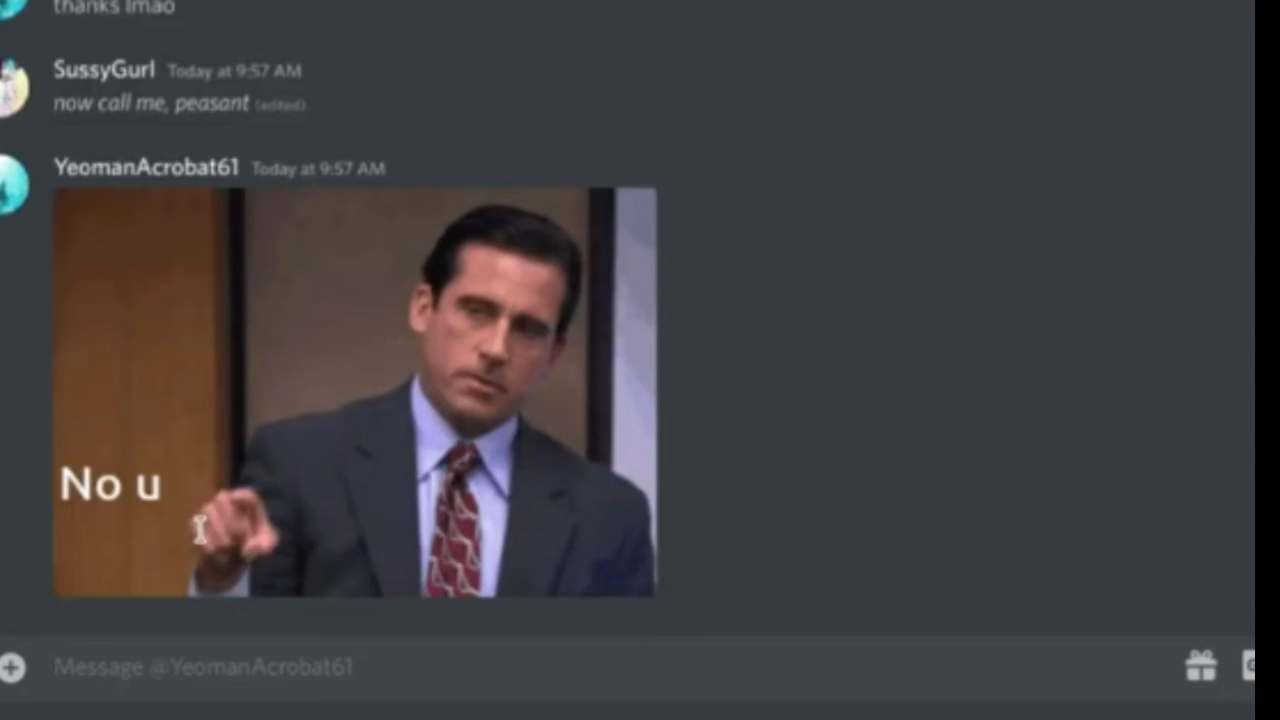 thanks lmao
SussyGurl Today at 9:57 AM
now call me, peasant (edited)
YeomanAcrobat61 Today at 9:57 AM
No u
Message @YeomanAcrobat61